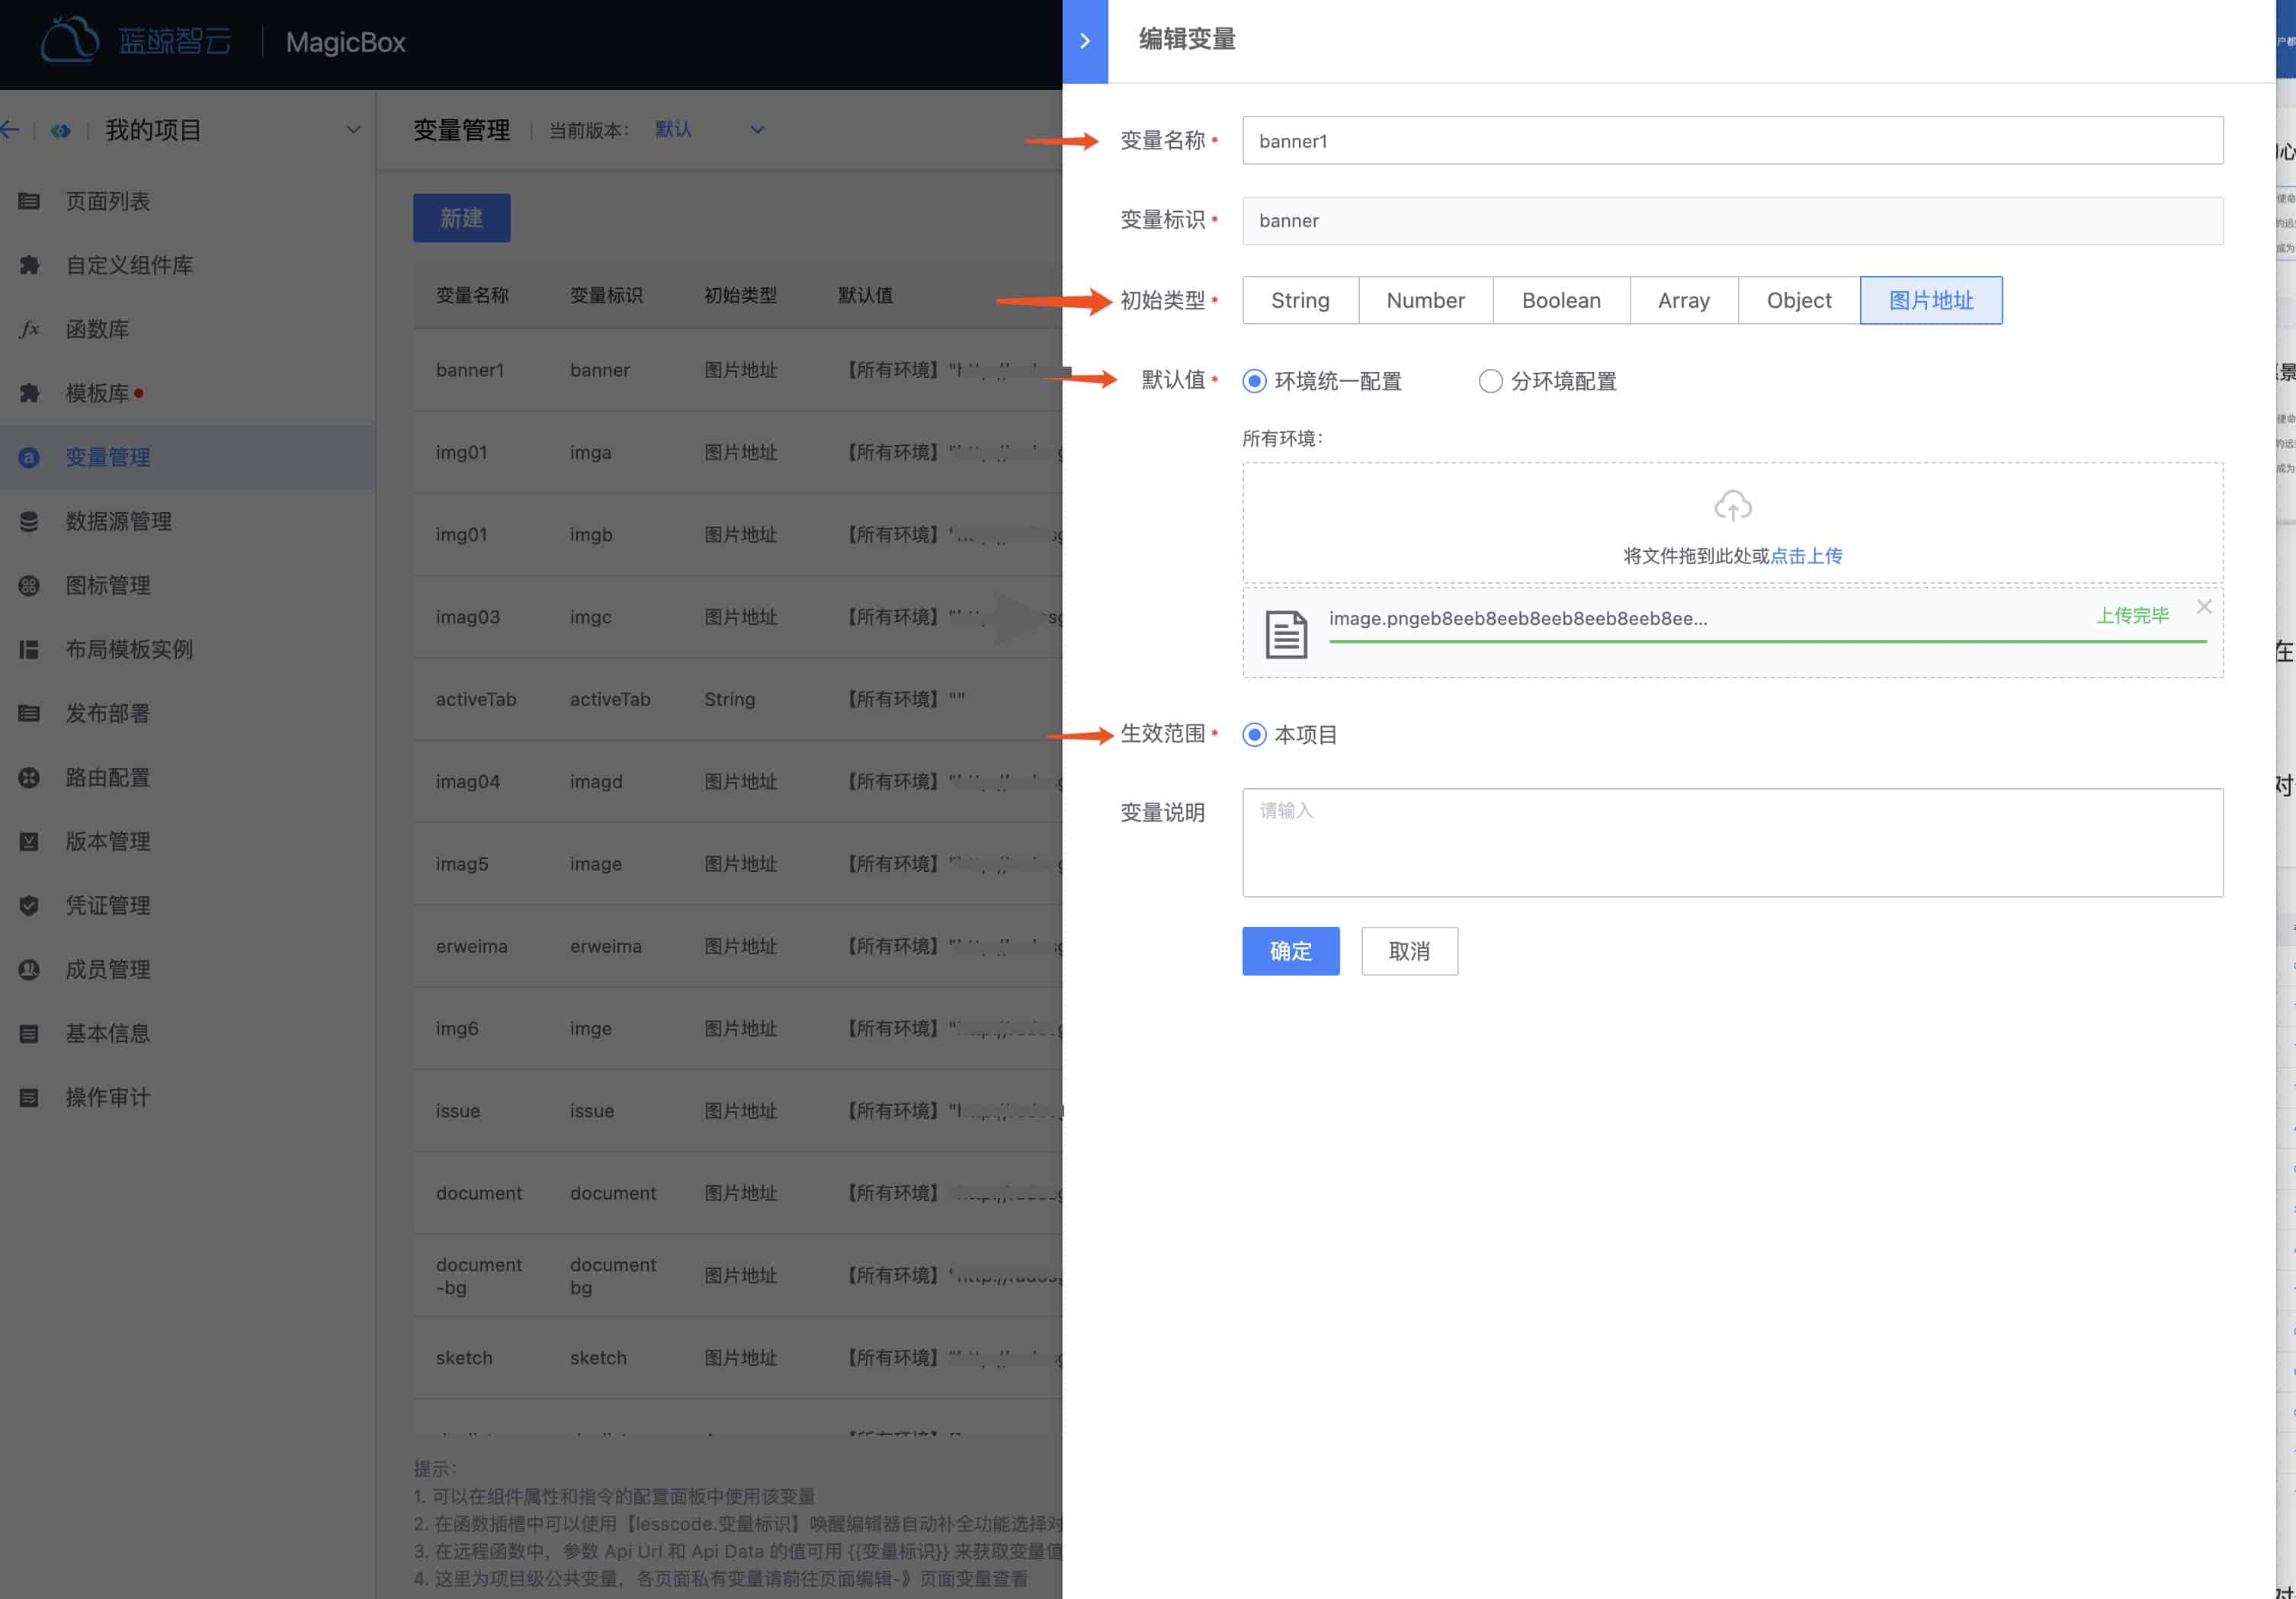 蓝鲸智云 | MagicBox
我的项目
页面列表
自定义组件库
fx 函数库
模板库
变量管理
数据源管理
图标管理
布局模板实例
发布部署
路由配置
版本管理
凭证管理
成员管理
基本信息
操作审计
变量管理 | 当前版本： 默认
新建
变量名称 变量标识 初始类型 默认值
banner1 banner 图片地址 【所有环境】
img01 imga 图片地址 【所有环境】
img01 imgb 图片地址 【所有环境】
imag03 imgc 图片地址 【所有环境】
activeTab activeTab String 【所有环境】""
imag04 imagd 图片地址 【所有环境】
imag5 image 图片地址 【所有环境】
erweima erweima 图片地址 【所有环境】
img6 imge 图片地址 【所有环境】
issue issue 图片地址 【所有环境】
document document 图片地址 【所有环境】
document document 图片地址 【所有环境】
-bg bg
sketch sketch 图片地址 【所有环境】
提示：
1. 可以在组件属性和指令的配置面板中使用该变量
2. 在函数插槽中可以使用【lesscode.变量标识】唤醒编辑器自动补全功能选择对
3. 在远程函数中，参数 Api Url 和 Api Data 的值可用 {{变量标识}} 来获取变量值
4. 这里为项目级公共变量，各页面私有变量请前往页面编辑-》页面变量查看
编辑变量
变量名称 * banner1
变量标识 * banner
初始类型 * String Number Boolean Array Object 图片地址
默认值 * 环境统一配置 分环境配置
所有环境：
将文件拖到此处或点击上传
image.pngeb8eeb8eeb8eeb8eeb8eeb8ee... 上传完毕
生效范围 * 本项目
变量说明 请输入
确定 取消